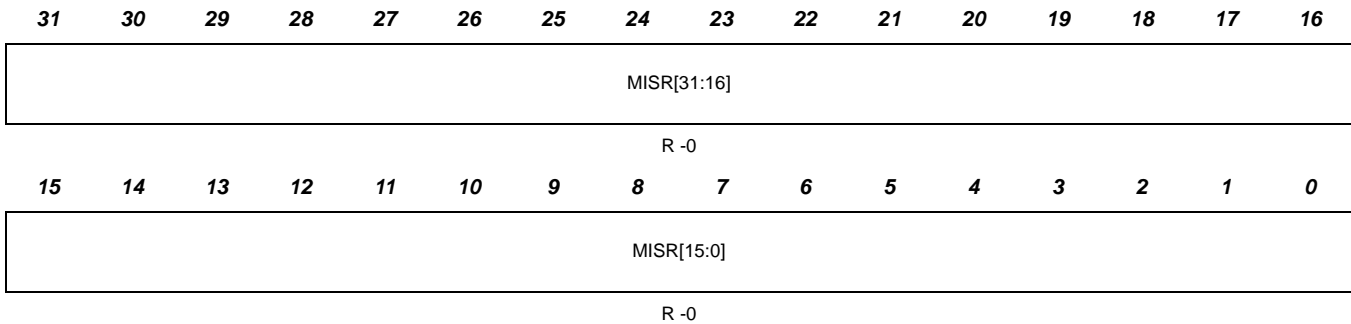 31 30 29 28 27 26 25 24 23 22 21 20 19 18 17 16
MISR[31:16]
R -0
15 14 13 12 11 10 9 8 7 6 5 4 3 2 1 0
MISR[15:0]
R -0